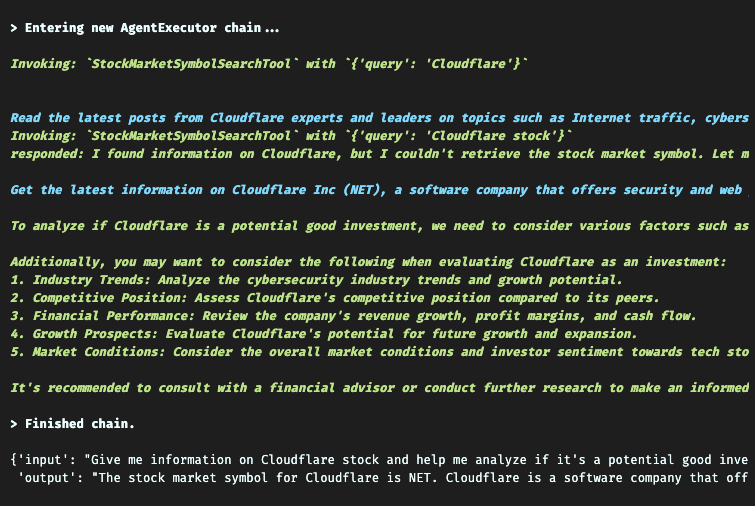 > Entering new AgentExecutor chain...
Invoking: `StockMarketSymbolSearchTool` with `{'query': 'Cloudflare'}`
Read the latest posts from Cloudflare experts and leaders on topics such as Internet traffic, cybers
Invoking: `StockMarketSymbolSearchTool` with `{'query': 'Cloudflare stock'}`
responded: I found information on Cloudflare, but I couldn't retrieve the stock market symbol. Let m
Get the latest information on Cloudflare Inc (NET), a software company that offers security and web
To analyze if Cloudflare is a potential good investment, we need to consider various factors such as
Additionally, you may want to consider the following when evaluating Cloudflare as an investment:
1. Industry Trends: Analyze the cybersecurity industry trends and growth potential.
2. Competitive Position: Assess Cloudflare's competitive position compared to its peers.
3. Financial Performance: Review the company's revenue growth, profit margins, and cash flow.
4. Growth Prospects: Evaluate Cloudflare's potential for future growth and expansion.
5. Market Conditions: Consider the overall market conditions and investor sentiment towards tech sto
It's recommended to consult with a financial advisor or conduct further research to make an informed
> Finished chain.
{'input': "Give me information on Cloudflare stock and help me analyze if it's a potential good inve
'output': "The stock market symbol for Cloudflare is NET. Cloudflare is a software company that off